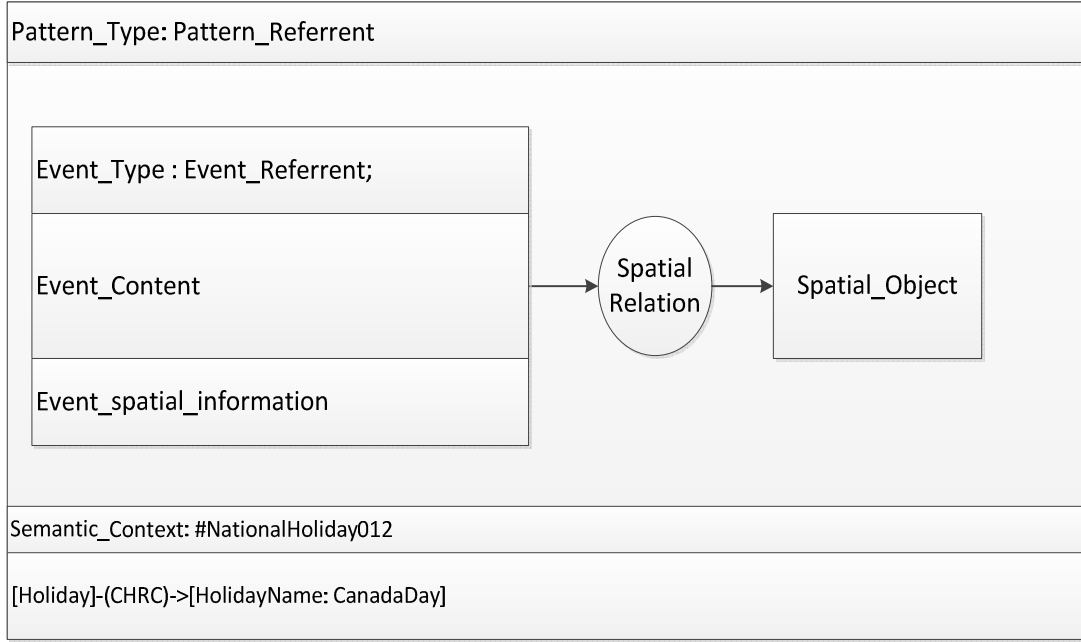 Pattern_Type: Pattern_Referrent
Event_Type : Event_Referrent;
Event_Content
Event_spatial_information
Spatial
Relation
Spatial_Object
Semantic_Context: #NationalHoliday012
[Holiday]-(CHRC)->[HolidayName: CanadaDay]